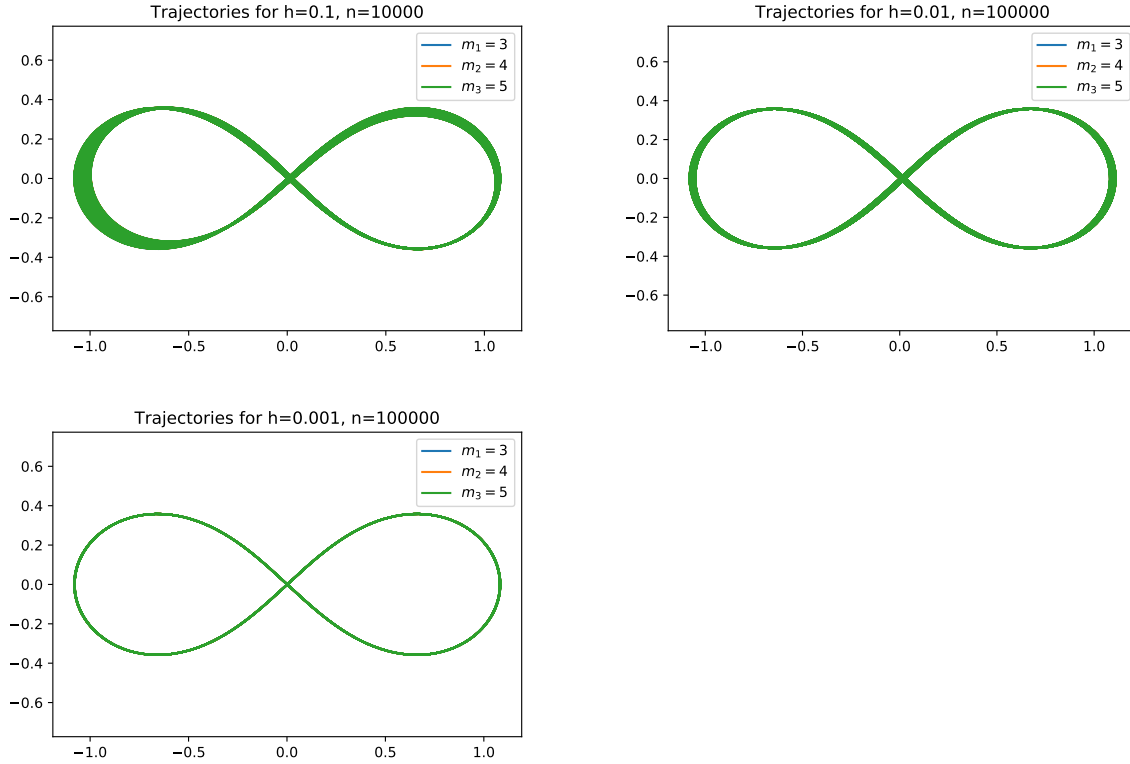 Trajectories for h=0.1, n=10000
m₁ = 3
m₂ = 4
m₃ = 5
0.6
0.4
0.2
0.0
−0.2
−0.4
−0.6
−1.0 −0.5 0.0 0.5 1.0
Trajectories for h=0.01, n=100000
m₁ = 3
m₂ = 4
m₃ = 5
0.6
0.4
0.2
0.0
−0.2
−0.4
−0.6
−1.0 −0.5 0.0 0.5 1.0
Trajectories for h=0.001, n=100000
m₁ = 3
m₂ = 4
m₃ = 5
0.6
0.4
0.2
0.0
−0.2
−0.4
−0.6
−1.0 −0.5 0.0 0.5 1.0